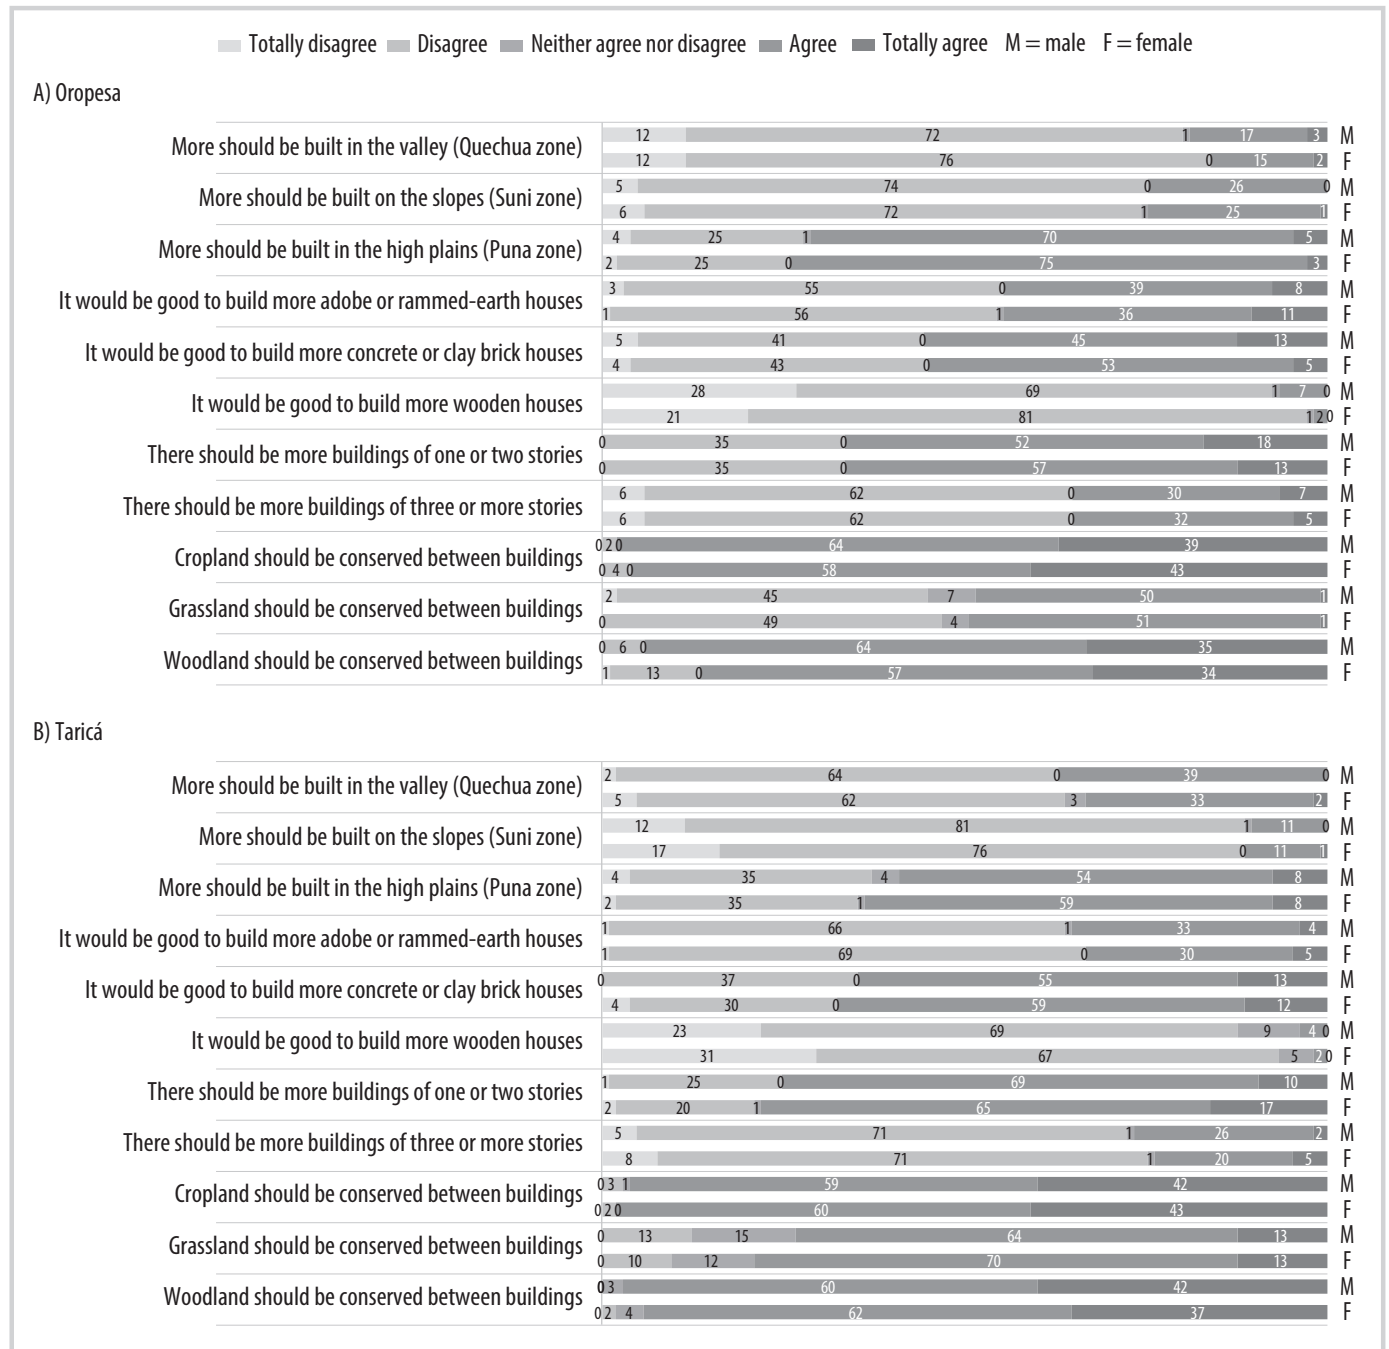 Totally disagree Disagree Neither agree nor disagree Agree Totally agree M = male F = female
A) Oropesa
More should be built in the valley (Quechua zone)
12 72 1 17 3 M
12 76 0 15 2 F
More should be built on the slopes (Suni zone)
5 74 0 26 0 M
6 72 1 25 1 F
More should be built in the high plains (Puna zone)
4 25 1 70 5 M
2 25 0 75 3 F
It would be good to build more adobe or rammed-earth houses
3 55 0 39 8 M
1 56 1 36 11 F
It would be good to build more concrete or clay brick houses
5 41 0 45 13 M
4 43 0 53 5 F
It would be good to build more wooden houses
28 69 1 7 0 M
21 81 1 2 0 F
There should be more buildings of one or two stories
0 35 0 52 18 M
0 35 0 57 13 F
There should be more buildings of three or more stories
6 62 0 30 7 M
6 62 0 32 5 F
Cropland should be conserved between buildings
0 2 0 64 39 M
0 4 0 58 43 F
Grassland should be conserved between buildings
2 45 7 50 1 M
0 49 4 51 1 F
Woodland should be conserved between buildings
0 6 0 64 35 M
1 13 0 57 34 F
B) Taricá
More should be built in the valley (Quechua zone)
2 64 0 39 0 M
5 62 3 33 2 F
More should be built on the slopes (Suni zone)
12 81 1 11 0 M
17 76 0 11 1 F
More should be built in the high plains (Puna zone)
4 35 4 54 8 M
2 35 1 59 8 F
It would be good to build more adobe or rammed-earth houses
1 66 1 33 4 M
1 69 0 30 5 F
It would be good to build more concrete or clay brick houses
0 37 0 55 13 M
4 30 0 59 12 F
It would be good to build more wooden houses
23 69 9 4 0 M
31 67 5 2 0 F
There should be more buildings of one or two stories
1 25 0 69 10 M
2 20 1 65 17 F
There should be more buildings of three or more stories
5 71 1 26 2 M
8 71 1 20 5 F
Cropland should be conserved between buildings
0 3 1 59 42 M
0 2 0 60 43 F
Grassland should be conserved between buildings
0 13 15 64 13 M
0 10 12 70 13 F
Woodland should be conserved between buildings
0 3 60 42 M
0 2 4 62 37 F